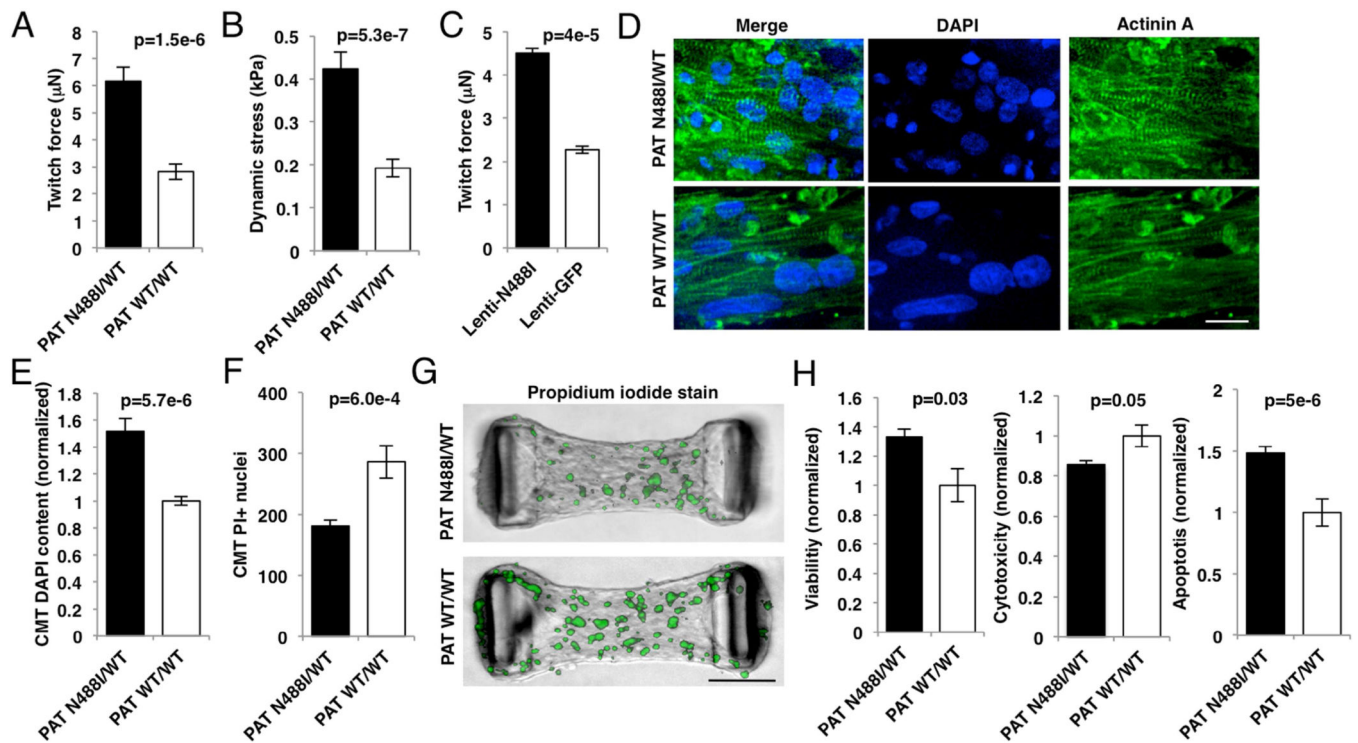 A
p=1.5e-6
Twitch force (μN)
8
7
6
5
4
3
2
1
0
PAT N488I/WT
PAT WT/WT
B
p=5.3e-7
Dynamic stress (kPa)
0.5
0.4
0.3
0.2
0.1
0
PAT N488I/WT
PAT WT/WT
C
p=4e-5
Twitch force (μN)
5
4
3
2
1
0
Lenti-N488I
Lenti-GFP
D
Merge
DAPI
Actinin A
PAT N488I/WT
PAT WT/WT
E
p=5.7e-6
CMT DAPI content (normalized)
1.8
1.6
1.4
1.2
1
0.8
0.6
0.4
0.2
0
PAT N488I/WT
PAT WT/WT
F
p=6.0e-4
CMT PI+ nuclei
400
300
200
100
0
PAT N488I/WT
PAT WT/WT
G
Propidium iodide stain
PAT N488I/WT
PAT WT/WT
H
p=0.03
Viabilitiy (normalized)
1.6
1.4
1.2
1
0.8
0.6
0.4
0.2
0
PAT N488I/WT
PAT WT/WT
p=0.05
Cytotoxicity (normalized)
1.2
1
0.8
0.6
0.4
0.2
0
PAT N488I/WT
PAT WT/WT
p=5e-6
Apoptotis (normalized)
2
1.5
1
0.5
0
PAT N488I/WT
PAT WT/WT